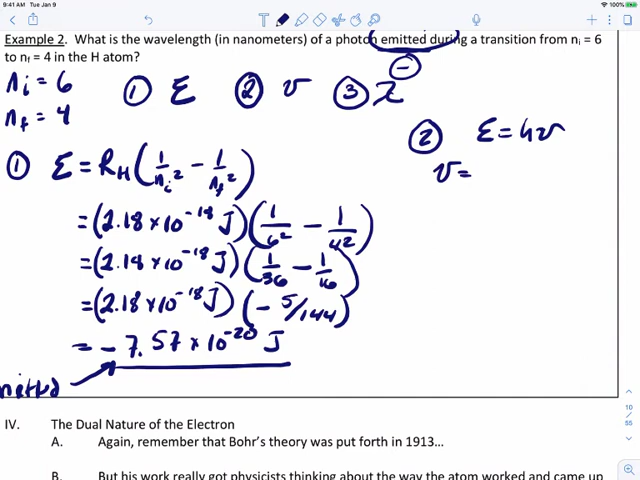 9:41 AM Tue Jan 9
100%
Example 2. What is the wavelength (in nanometers) of a photon emitted during a transition from nᵢ = 6
to n_f = 4 in the H atom?
nᵢ = 6 ① E ② ν ③ λ (−)
n_f = 4
② E = hν
ν =
① E = R_H (1/nᵢ² − 1/n_f²)
= (2.18 × 10⁻¹⁸ J) (1/6² − 1/4²)
= (2.18 × 10⁻¹⁸ J) (1/36 − 1/16)
= (2.18 × 10⁻¹⁸ J) (− 5/144)
= − 7.57 × 10⁻²⁰ J
IV. The Dual Nature of the Electron
A. Again, remember that Bohr's theory was put forth in 1913…
B. But his work really got physicists thinking about the way the atom worked and came up
10
/
55